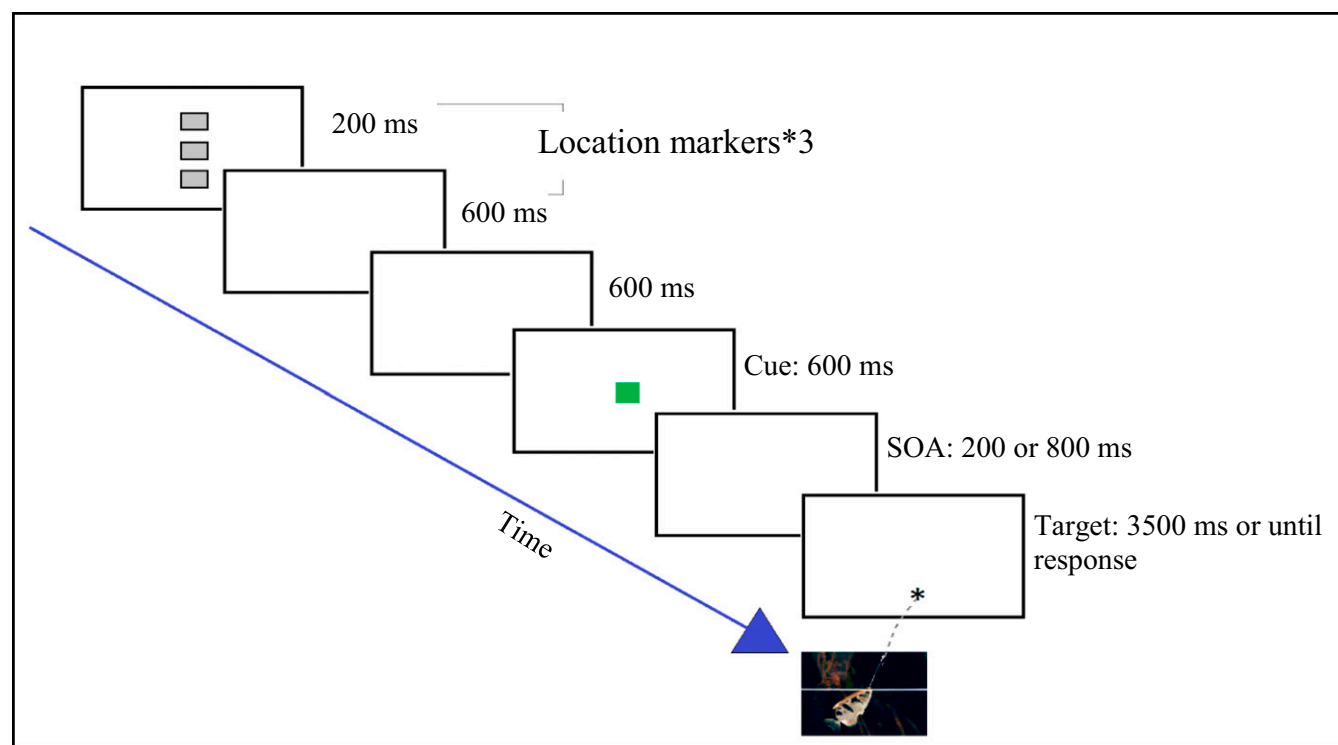 200 ms
Location markers*3
600 ms
600 ms
Cue: 600 ms
SOA: 200 or 800 ms
Target: 3500 ms or until
response
*
Time